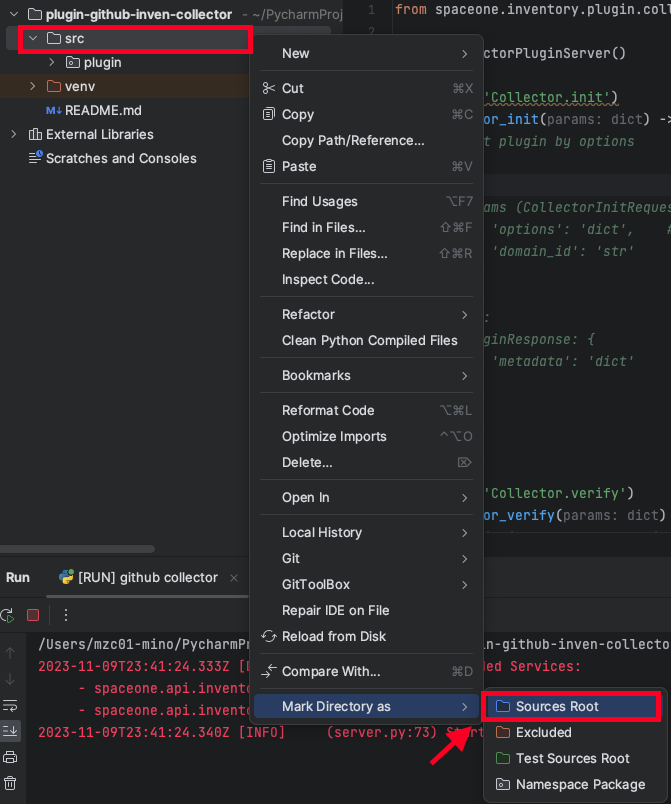 plugin-github-inven-collector - ~/PycharmProj
src
plugin
venv
README.md
External Libraries
Scratches and Consoles
1 from spaceone.inventory.plugin.coll
2
ctorPluginServer()
'Collector.init')
or_init(params: dict) ->
t plugin by options
ams (CollectorInitReques
'options': 'dict', #
'domain_id': 'str'
:
ginResponse: {
'metadata': 'dict'
'Collector.verify')
or_verify(params: dict)
New
Cut ⌘X
Copy ⌘C
Copy Path/Reference...
Paste ⌘V
Find Usages ⌥F7
Find in Files... ⇧⌘F
Replace in Files... ⇧⌘R
Inspect Code...
Refactor
Clean Python Compiled Files
Bookmarks
Reformat Code ⌥⌘L
Optimize Imports ^⌥O
Delete... ⌦
Open In
Local History
Git
GitToolBox
Repair IDE on File
Reload from Disk
Compare With... ⌘D
Mark Directory as
Sources Root
Excluded
Test Sources Root
Namespace Package
Run [RUN] github collector
/Users/mzc01-mino/PycharmPro n-github-inven-collecto
2023-11-09T23:41:24.333Z [ ded Services:
- spaceone.api.invento
- spaceone.api.invento
2023-11-09T23:41:24.340Z [INFO] (server.py:73) Start